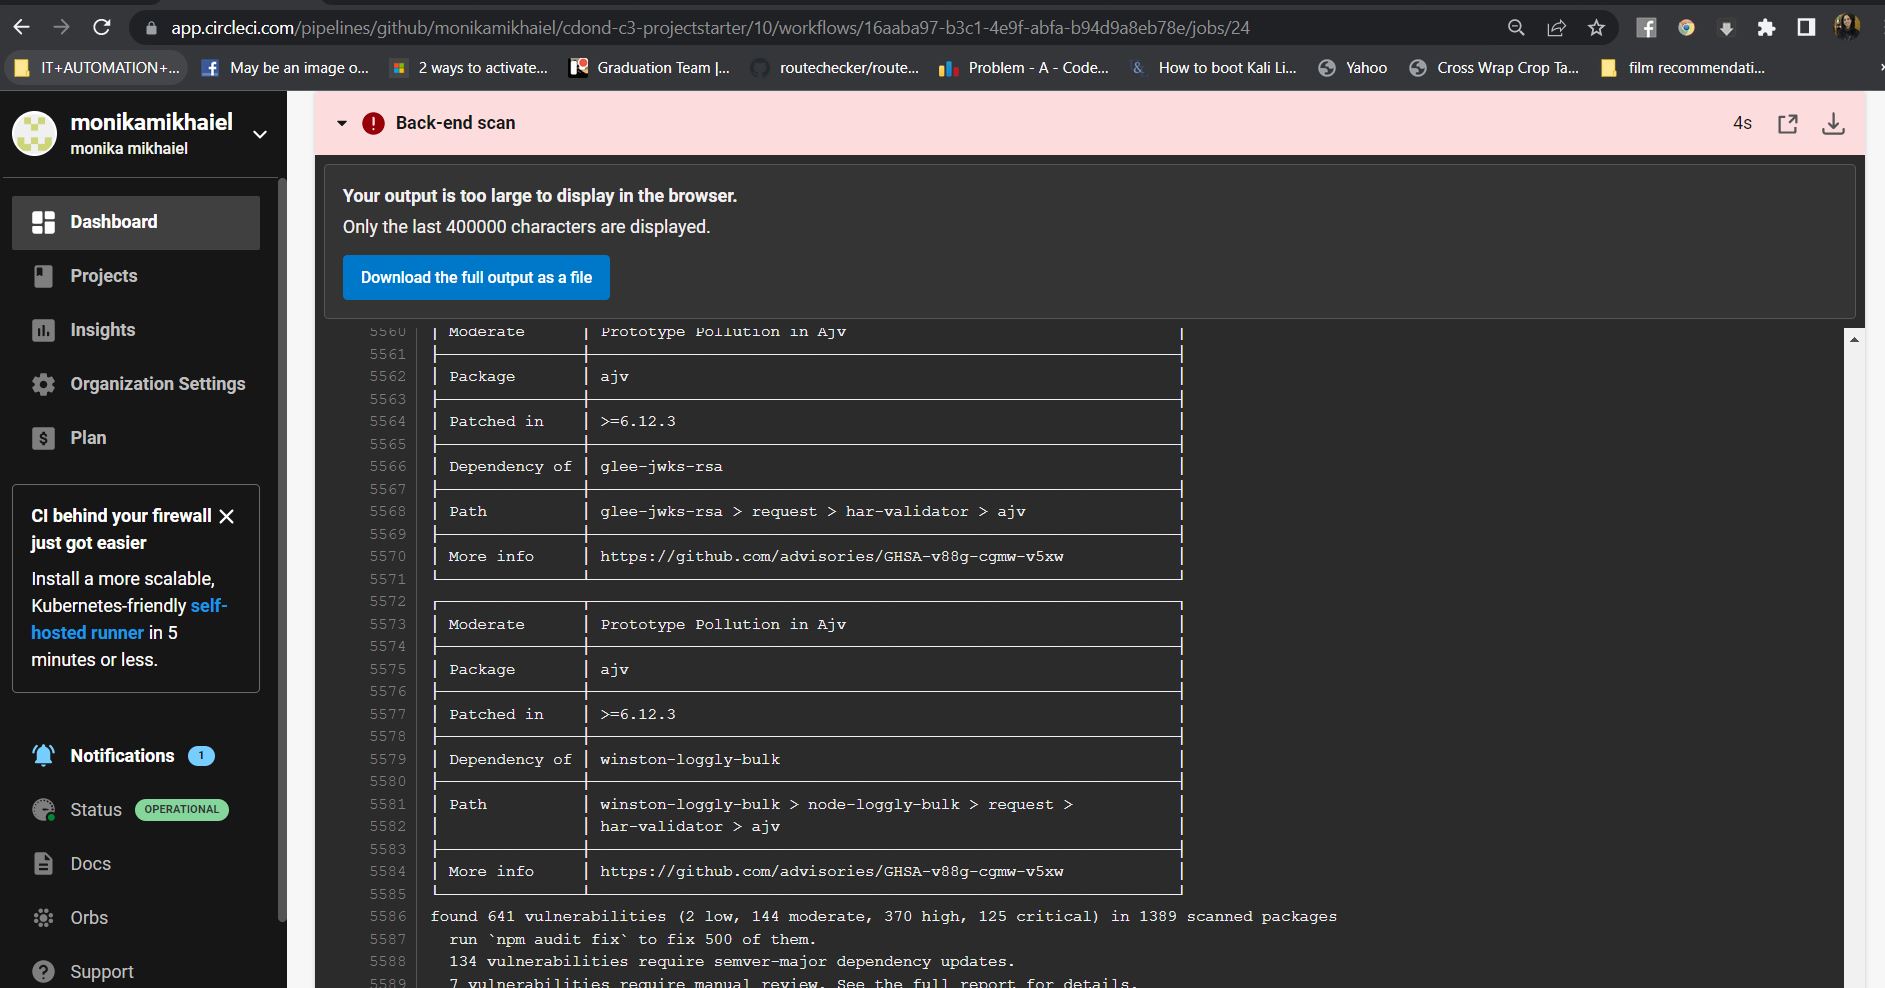 app.circleci.com/pipelines/github/monikamikhaiel/cdond-c3-projectstarter/10/workflows/16aaba97-b3c1-4e9f-abfa-b94d9a8eb78e/jobs/24
IT+AUTOMATION+... May be an image o... 2 ways to activate... Graduation Team |... routechecker/route... Problem - A - Code... How to boot Kali Li... Yahoo Cross Wrap Crop Ta... film recommendati...
monikamikhaiel
monika mikhaiel
Dashboard
Projects
Insights
Organization Settings
Plan
CI behind your firewall
just got easier
Install a more scalable,
Kubernetes-friendly self-
hosted runner in 5
minutes or less.
Notifications 1
Status OPERATIONAL
Docs
Orbs
Support
Back-end scan 4s
Your output is too large to display in the browser.
Only the last 400000 characters are displayed.
Download the full output as a file
5560 Moderate Prototype Pollution in Ajv
5561
5562 Package ajv
5563
5564 Patched in >=6.12.3
5565
5566 Dependency of glee-jwks-rsa
5567
5568 Path glee-jwks-rsa > request > har-validator > ajv
5569
5570 More info https://github.com/advisories/GHSA-v88g-cgmw-v5xw
5571
5572
5573 Moderate Prototype Pollution in Ajv
5574
5575 Package ajv
5576
5577 Patched in >=6.12.3
5578
5579 Dependency of winston-loggly-bulk
5580
5581 Path winston-loggly-bulk > node-loggly-bulk > request >
5582 har-validator > ajv
5583
5584 More info https://github.com/advisories/GHSA-v88g-cgmw-v5xw
5585
5586 found 641 vulnerabilities (2 low, 144 moderate, 370 high, 125 critical) in 1389 scanned packages
5587 run `npm audit fix` to fix 500 of them.
5588 134 vulnerabilities require semver-major dependency updates.
5589 7 vulnerabilities require manual review. See the full report for details.